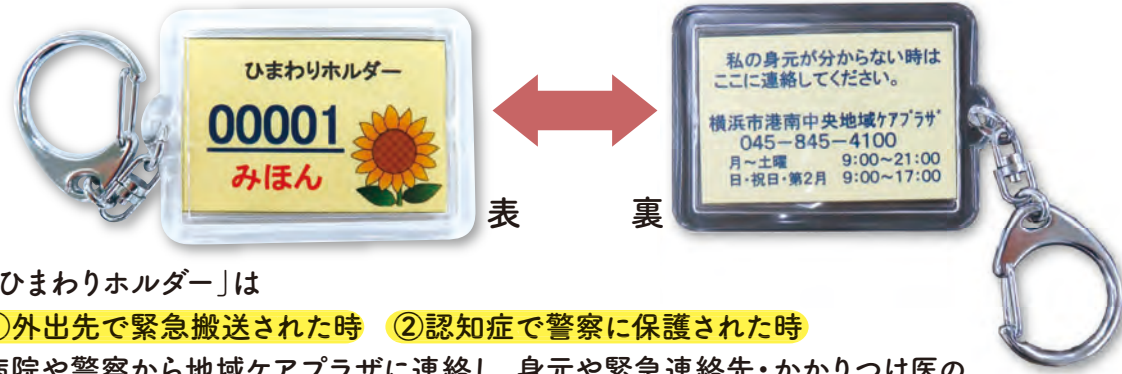 ひまわりホルダー
00001
みほん
表
私の身元が分からない時は
ここに連絡してください。
横浜市港南中央地域ケアプラザ
045-845-4100
月~土曜 9:00~21:00
日・祝日・第2月 9:00~17:00
裏
ひまわりホルダー」は
①外出先で緊急搬送された時 ②認知症で警察に保護された時
病院や警察から地域ケアプラザに連絡し、身元や緊急連絡先・かかりつけ医の